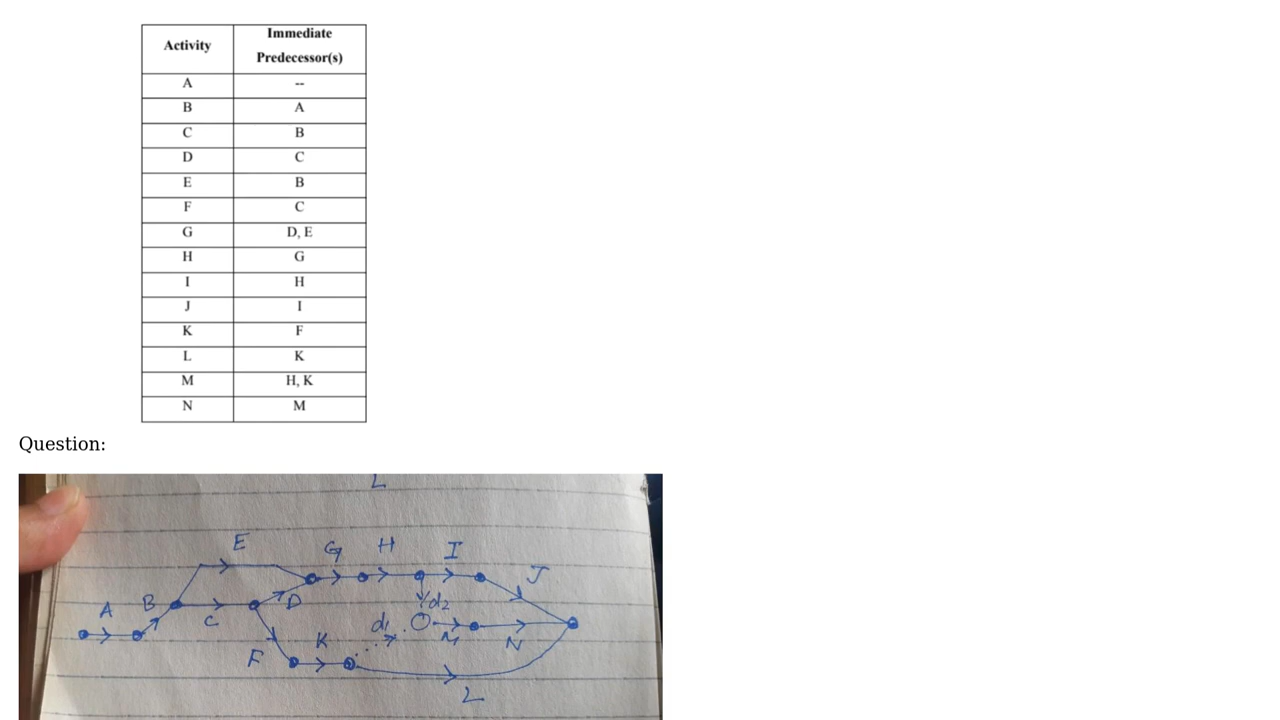 Activity Immediate Predecessor(s)
A --
B A
C B
D C
E B
F C
G D, E
H G
I H
J I
K F
L K
M H, K
N M
Question:
L
E G H I J
A B C D d2
d1 M N
F K
L